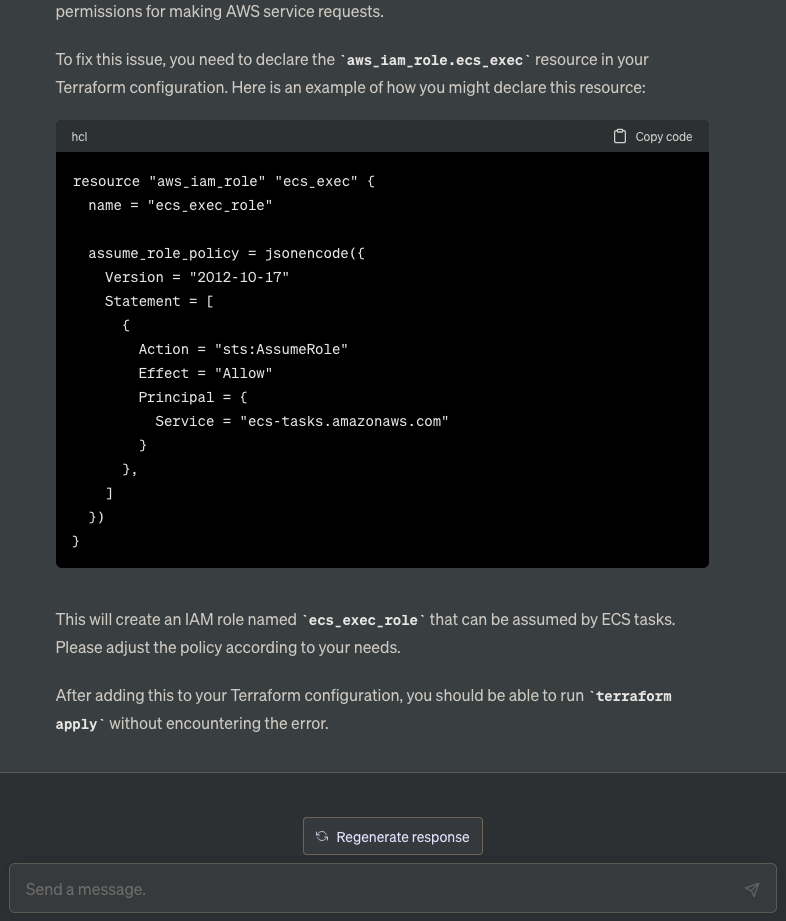 permissions for making AWS service requests.
To fix this issue, you need to declare the `aws_iam_role.ecs_exec` resource in your
Terraform configuration. Here is an example of how you might declare this resource:
hcl
Copy code
resource "aws_iam_role" "ecs_exec" {
  name = "ecs_exec_role"
  assume_role_policy = jsonencode({
    Version = "2012-10-17"
    Statement = [
      {
        Action = "sts:AssumeRole"
        Effect = "Allow"
        Principal = {
          Service = "ecs-tasks.amazonaws.com"
        }
      },
    ]
  })
}
This will create an IAM role named `ecs_exec_role` that can be assumed by ECS tasks.
Please adjust the policy according to your needs.
After adding this to your Terraform configuration, you should be able to run `terraform
apply` without encountering the error.
Regenerate response
Send a message.